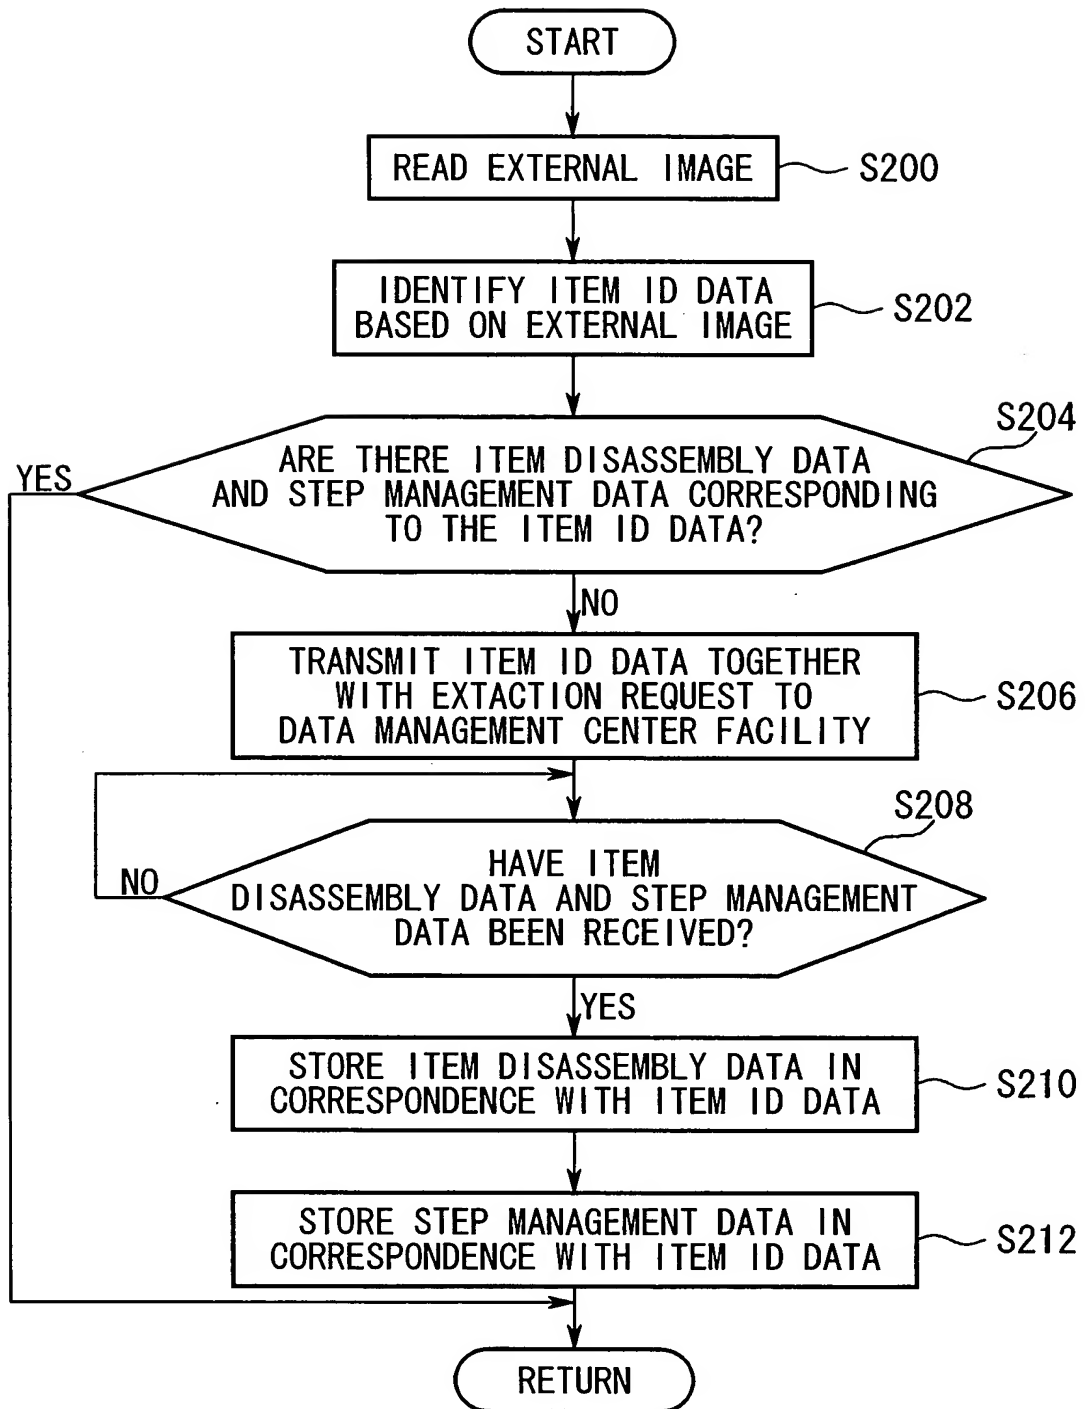 START
READ EXTERNAL IMAGE
S200
IDENTIFY ITEM ID DATA
BASED ON EXTERNAL IMAGE
S202
S204
ARE THERE ITEM DISASSEMBLY DATA
AND STEP MANAGEMENT DATA CORRESPONDING
TO THE ITEM ID DATA?
YES
NO
TRANSMIT ITEM ID DATA TOGETHER
WITH EXTACTION REQUEST TO
DATA MANAGEMENT CENTER FACILITY
S206
S208
HAVE ITEM
DISASSEMBLY DATA AND STEP MANAGEMENT
DATA BEEN RECEIVED?
NO
YES
STORE ITEM DISASSEMBLY DATA IN
CORRESPONDENCE WITH ITEM ID DATA
S210
STORE STEP MANAGEMENT DATA IN
CORRESPONDENCE WITH ITEM ID DATA
S212
RETURN